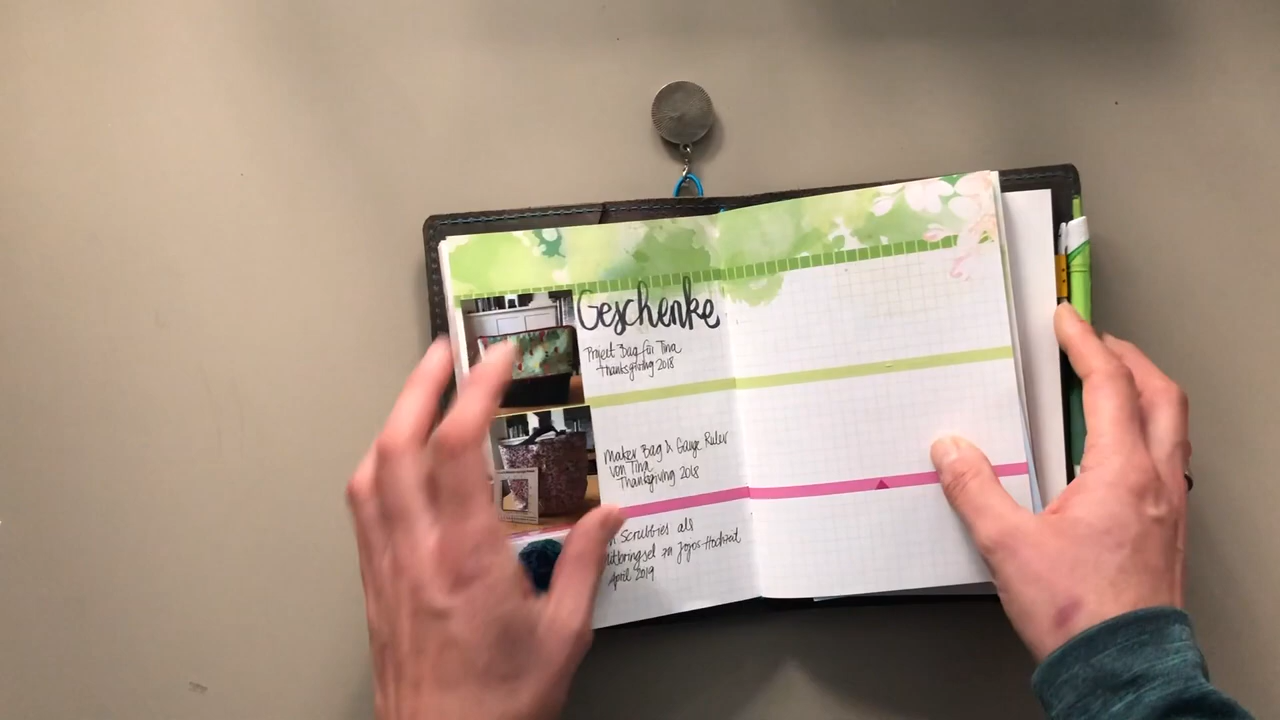 Geschenke
Project Bag für Tina
Thanksgiving 2018
Maker Bag & Gauge Ruler
von Tina
Thanksgiving 2018
Scrubbies als
zu Jojos Hochzeit
April 2019